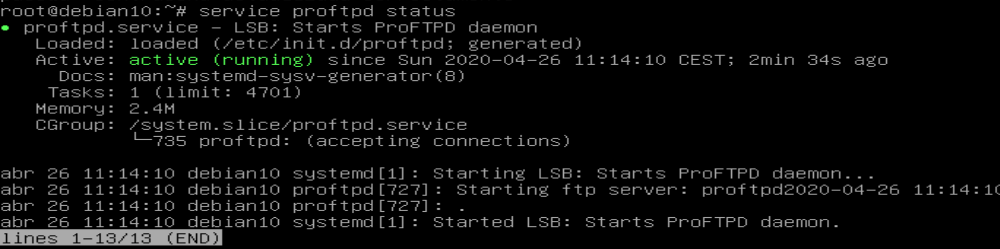 root@debian10:~# service proftpd status
● proftpd.service - LSB: Starts ProFTPD daemon
Loaded: loaded (/etc/init.d/proftpd; generated)
Active: active (running) since Sun 2020-04-26 11:14:10 CEST; 2min 34s ago
Docs: man:systemd-sysv-generator(8)
Tasks: 1 (limit: 4701)
Memory: 2.4M
CGroup: /system.slice/proftpd.service
└─735 proftpd: (accepting connections)
abr 26 11:14:10 debian10 systemd[1]: Starting LSB: Starts ProFTPD daemon...
abr 26 11:14:10 debian10 proftpd[727]: Starting ftp server: proftpd2020-04-26 11:14:10
abr 26 11:14:10 debian10 proftpd[727]: .
abr 26 11:14:10 debian10 systemd[1]: Started LSB: Starts ProFTPD daemon.
lines 1-13/13 (END)